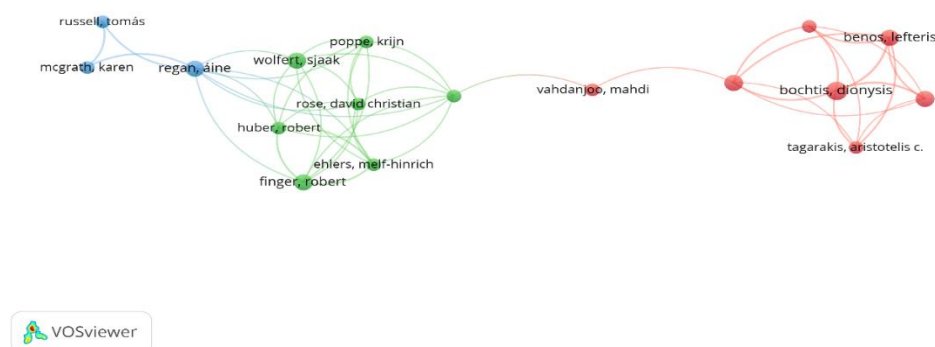 russell, tomás
mcgrath, karen
regan, áine
wolfert, sjaak
poppe, krijn
rose, david christian
huber, robert
ehlers, melf-hinrich
finger, robert
vahdanjoo, mahdi
benos, lefteris
bochtis, dionysis
tagarakis, aristotelis c.
VOSviewer